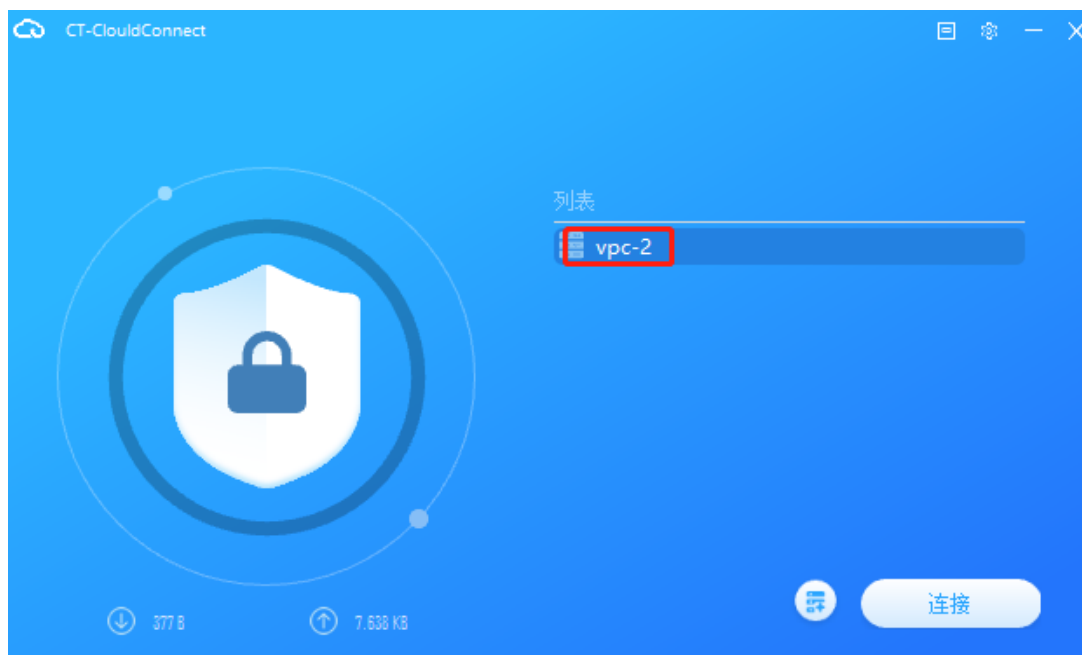 CT-ClouldConnect
列表
vpc-2
连接
377 B
7.638 KB